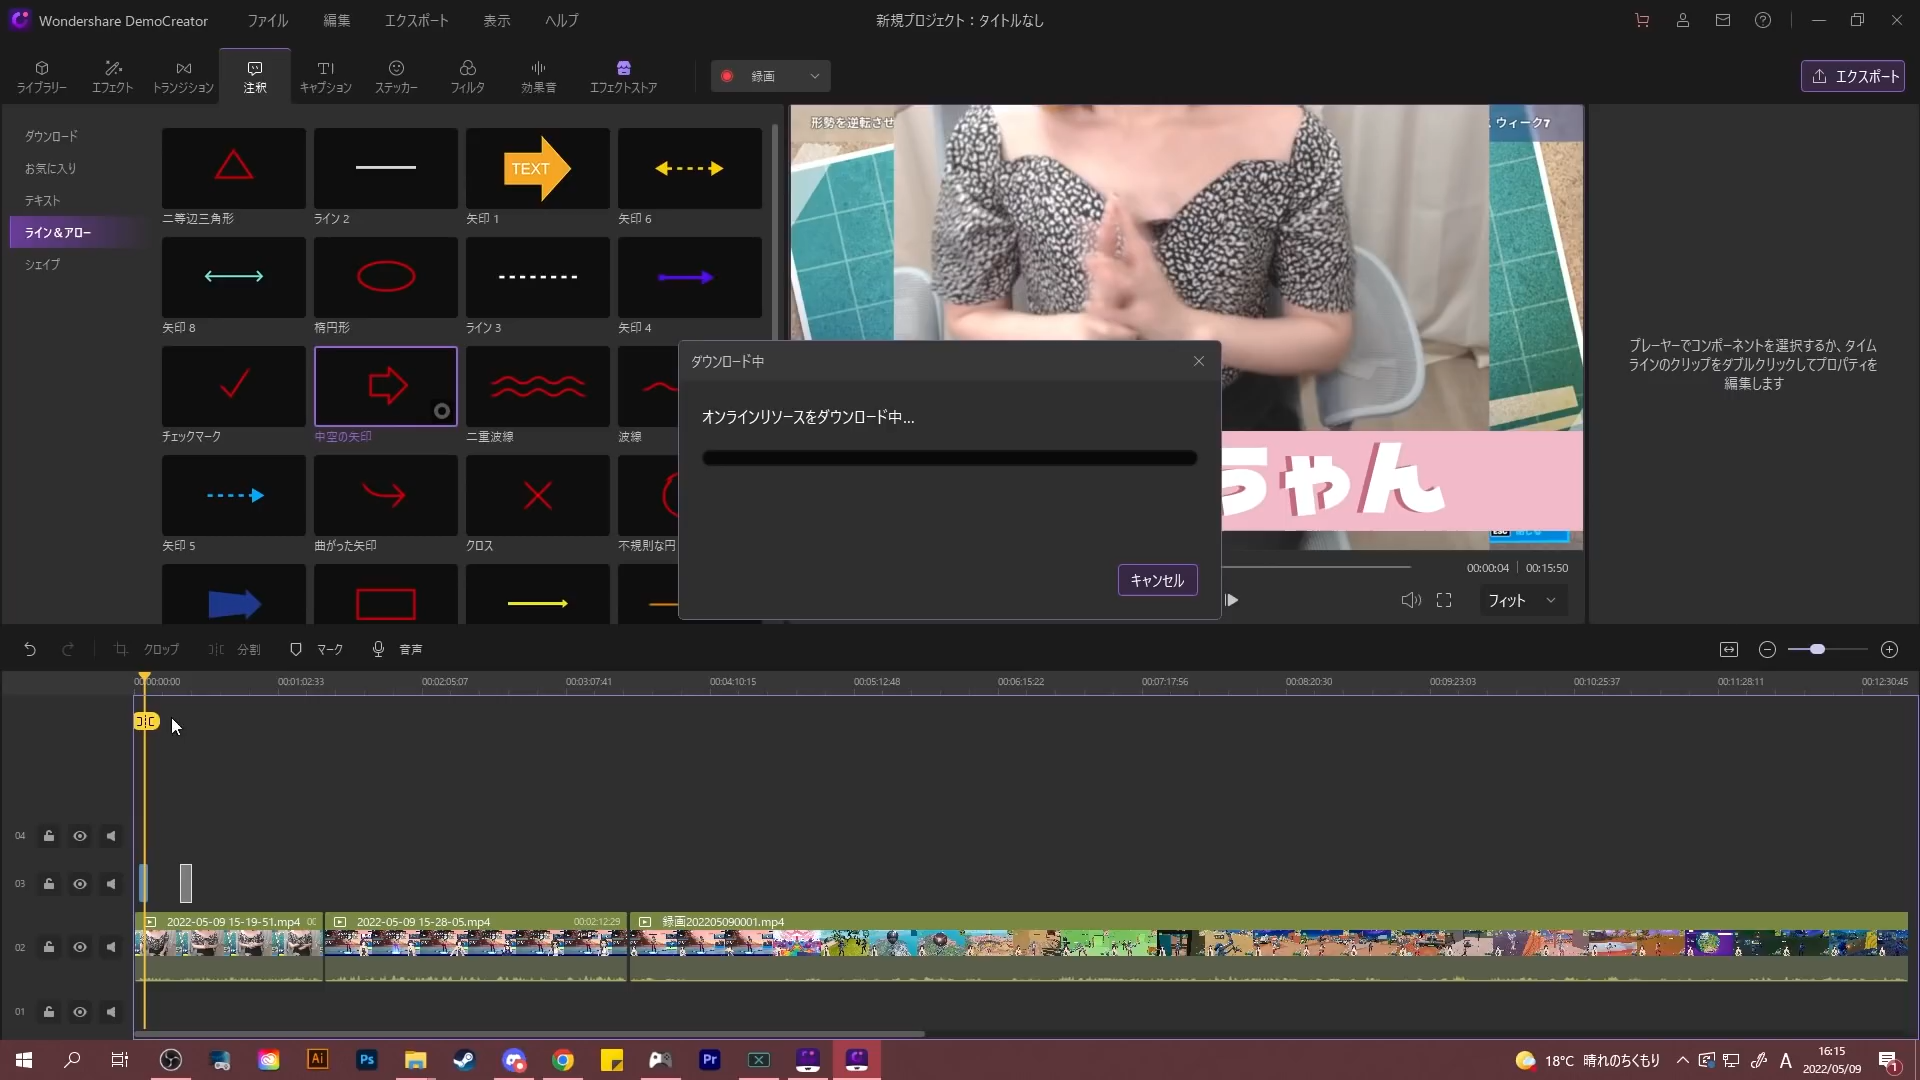 Wondershare DemoCreator
ファイル
編集
エクスポート
表示
ヘルプ
新規プロジェクト：タイトルなし
ライブラリー
エフェクト
トランジション
注釈
キャプション
ステッカー
フィルタ
効果音
エフェクトストア
録画
エクスポート
ダウンロード
お気に入り
テキスト
ライン＆アロー
シェイプ
TEXT
二等辺三角形
ライン 2
矢印 1
矢印 6
矢印 8
楕円形
ライン 3
矢印 4
チェックマーク
中空の矢印
二重波線
波線
矢印 5
曲がった矢印
クロス
不規則な円
形勢を逆転させ
ウィーク7
ちゃん
ESC 閉じる
プレーヤーでコンポーネントを選択するか、タイム
ラインのクリップをダブルクリックしてプロパティを
編集します
ダウンロード中
オンラインリソースをダウンロード中...
キャンセル
00:00:04
00:15:50
フィット
クロップ
分割
マーク
音声
00:00:00:00
00:01:02:33
00:02:05:07
00:03:07:41
00:04:10:15
00:05:12:48
00:06:15:22
00:07:17:56
00:08:20:30
00:09:23:03
00:10:25:37
00:11:28:11
00:12:30:45
04
03
2022-05-09 15-19-51.mp4
00
2022-05-09 15-28-05.mp4
00:02:12:29
録画202205090001.mp4
02
01
Ai
Ps
Pr
18°C 晴れのちくもり
A
16:15
2022/05/09
1